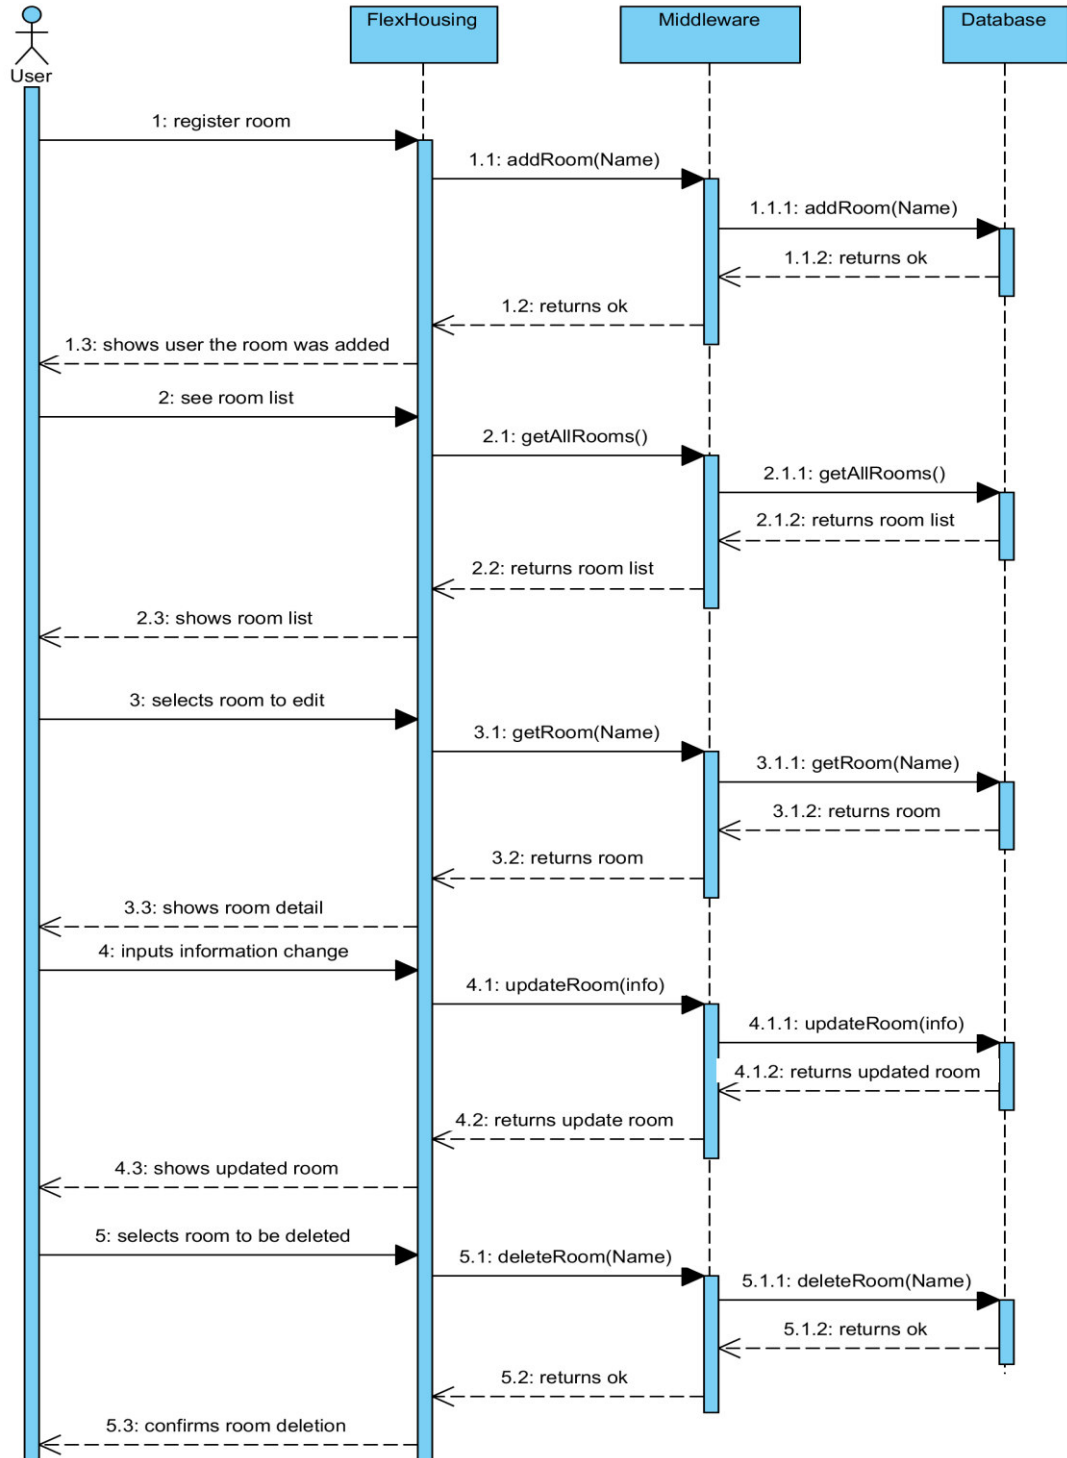 FlexHousing
Middleware
Database
User
1: register room
1.1: addRoom(Name)
1.1.1: addRoom(Name)
1.1.2: returns ok
1.2: returns ok
1.3: shows user the room was added
2: see room list
2.1: getAllRooms()
2.1.1: getAllRooms()
2.1.2: returns room list
2.2: returns room list
2.3: shows room list
3: selects room to edit
3.1: getRoom(Name)
3.1.1: getRoom(Name)
3.1.2: returns room
3.2: returns room
3.3: shows room detail
4: inputs information change
4.1: updateRoom(info)
4.1.1: updateRoom(info)
4.1.2: returns updated room
4.2: returns update room
4.3: shows updated room
5: selects room to be deleted
5.1: deleteRoom(Name)
5.1.1: deleteRoom(Name)
5.1.2: returns ok
5.2: returns ok
5.3: confirms room deletion